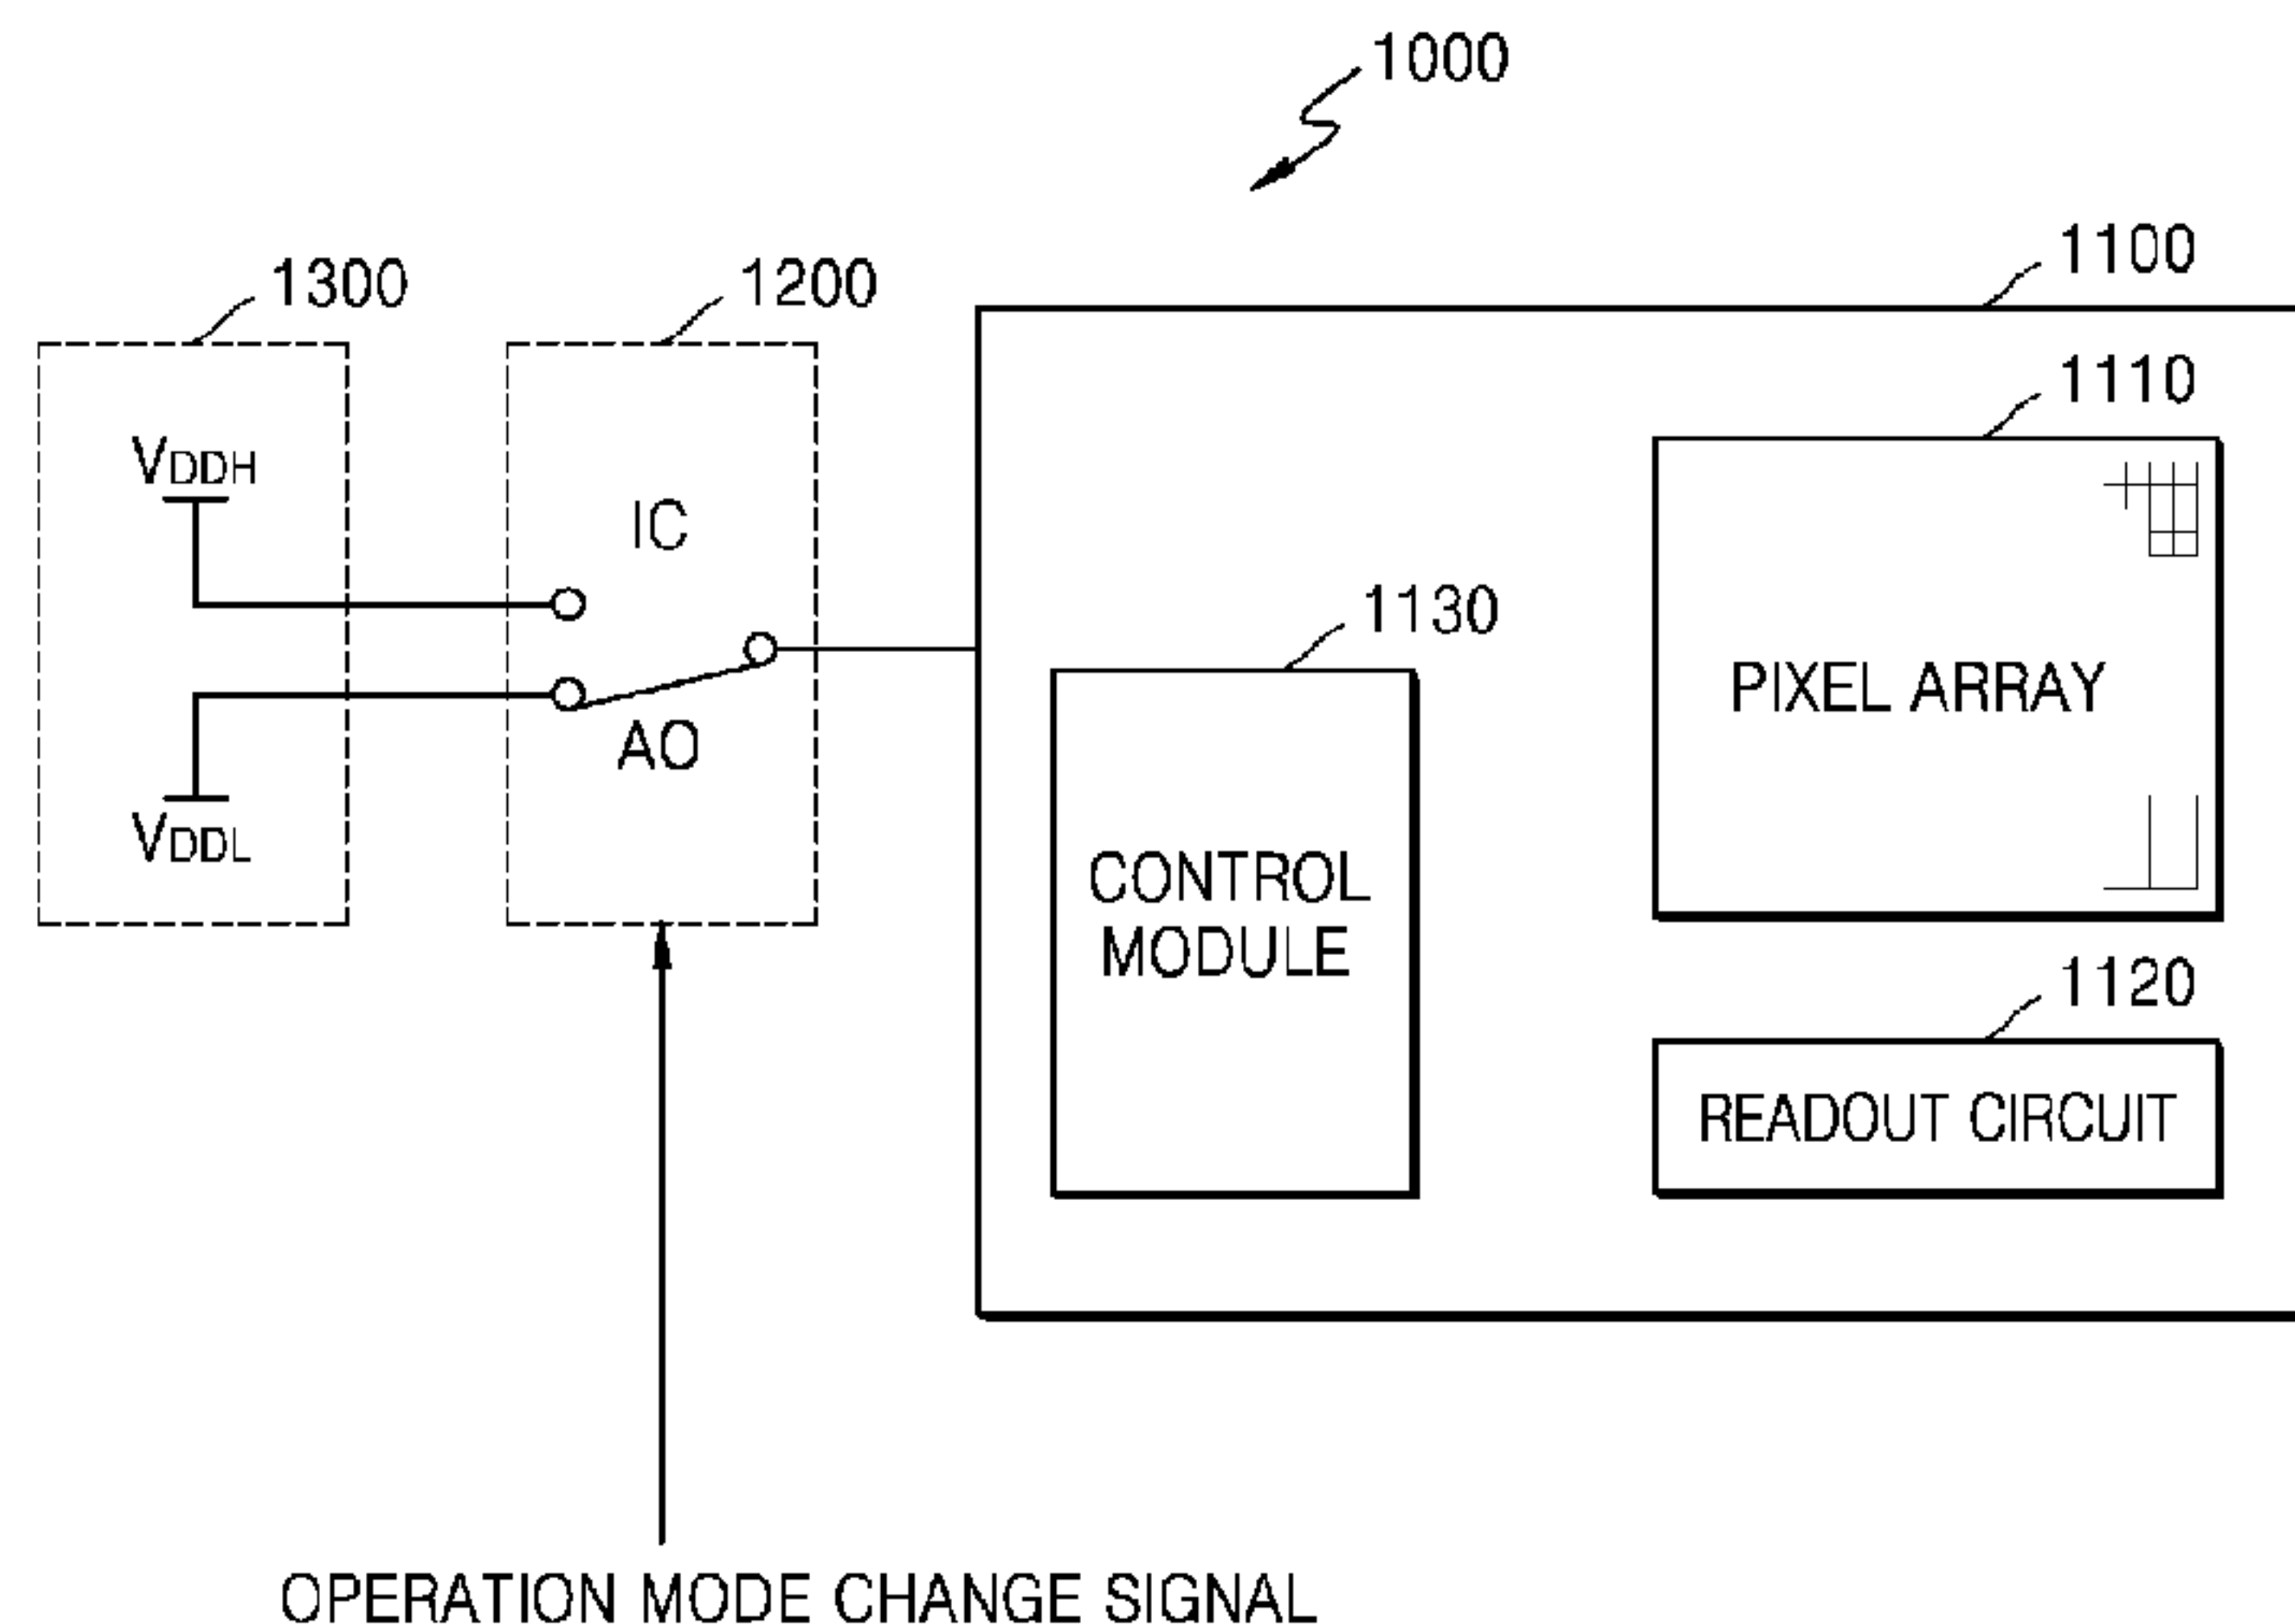 1000
1100
1300
1200
1110
VDDH
IC
1130
PIXEL ARRAY
AO
VDDL
CONTROL
MODULE
1120
READOUT CIRCUIT
OPERATION MODE CHANGE SIGNAL